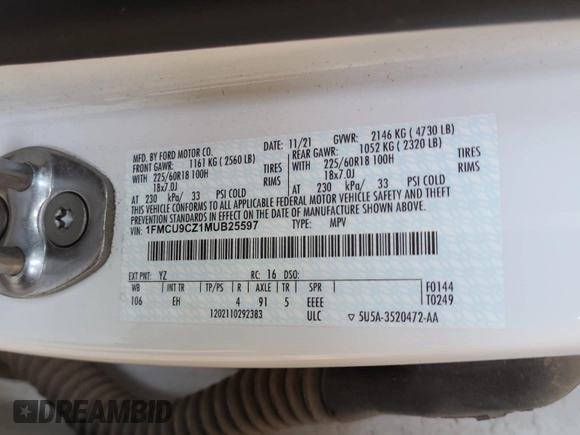 MFD. BY FORD MOTOR CO. 11/21 GVWR: 2146 KG ( 4730 LB)
FRONT GAWR: 1161 KG ( 2560 LB) REAR GAWR: 1052 KG ( 2320 LB)
WITH 225/60R18 100H TIRES WITH 225/60R18 100H TIRES
18x7.0J RIMS 18x7.0J RIMS
AT 230 kPa/ 33 PSI COLD AT 230 kPa/ 33 PSI COLD
THIS VEHICLE CONFORMS TO ALL APPLICABLE FEDERAL MOTOR VEHICLE SAFETY AND THEFT
PREVENTION STANDARDS IN EFFECT ON THE DATE OF MANUFACTURE SHOWN ABOVE.
VIN: 1FMCU9CZ1MUB25597 TYPE: MPV
EXT PNT: YZ RC: 16 DSO:
WB INT TR TP/PS R AXLE TR SPR F0144
106 EH 4 91 5 EEEE T0249
1202110292383 ULC ▽ 5U5A-3520472-AA
DREAMBID